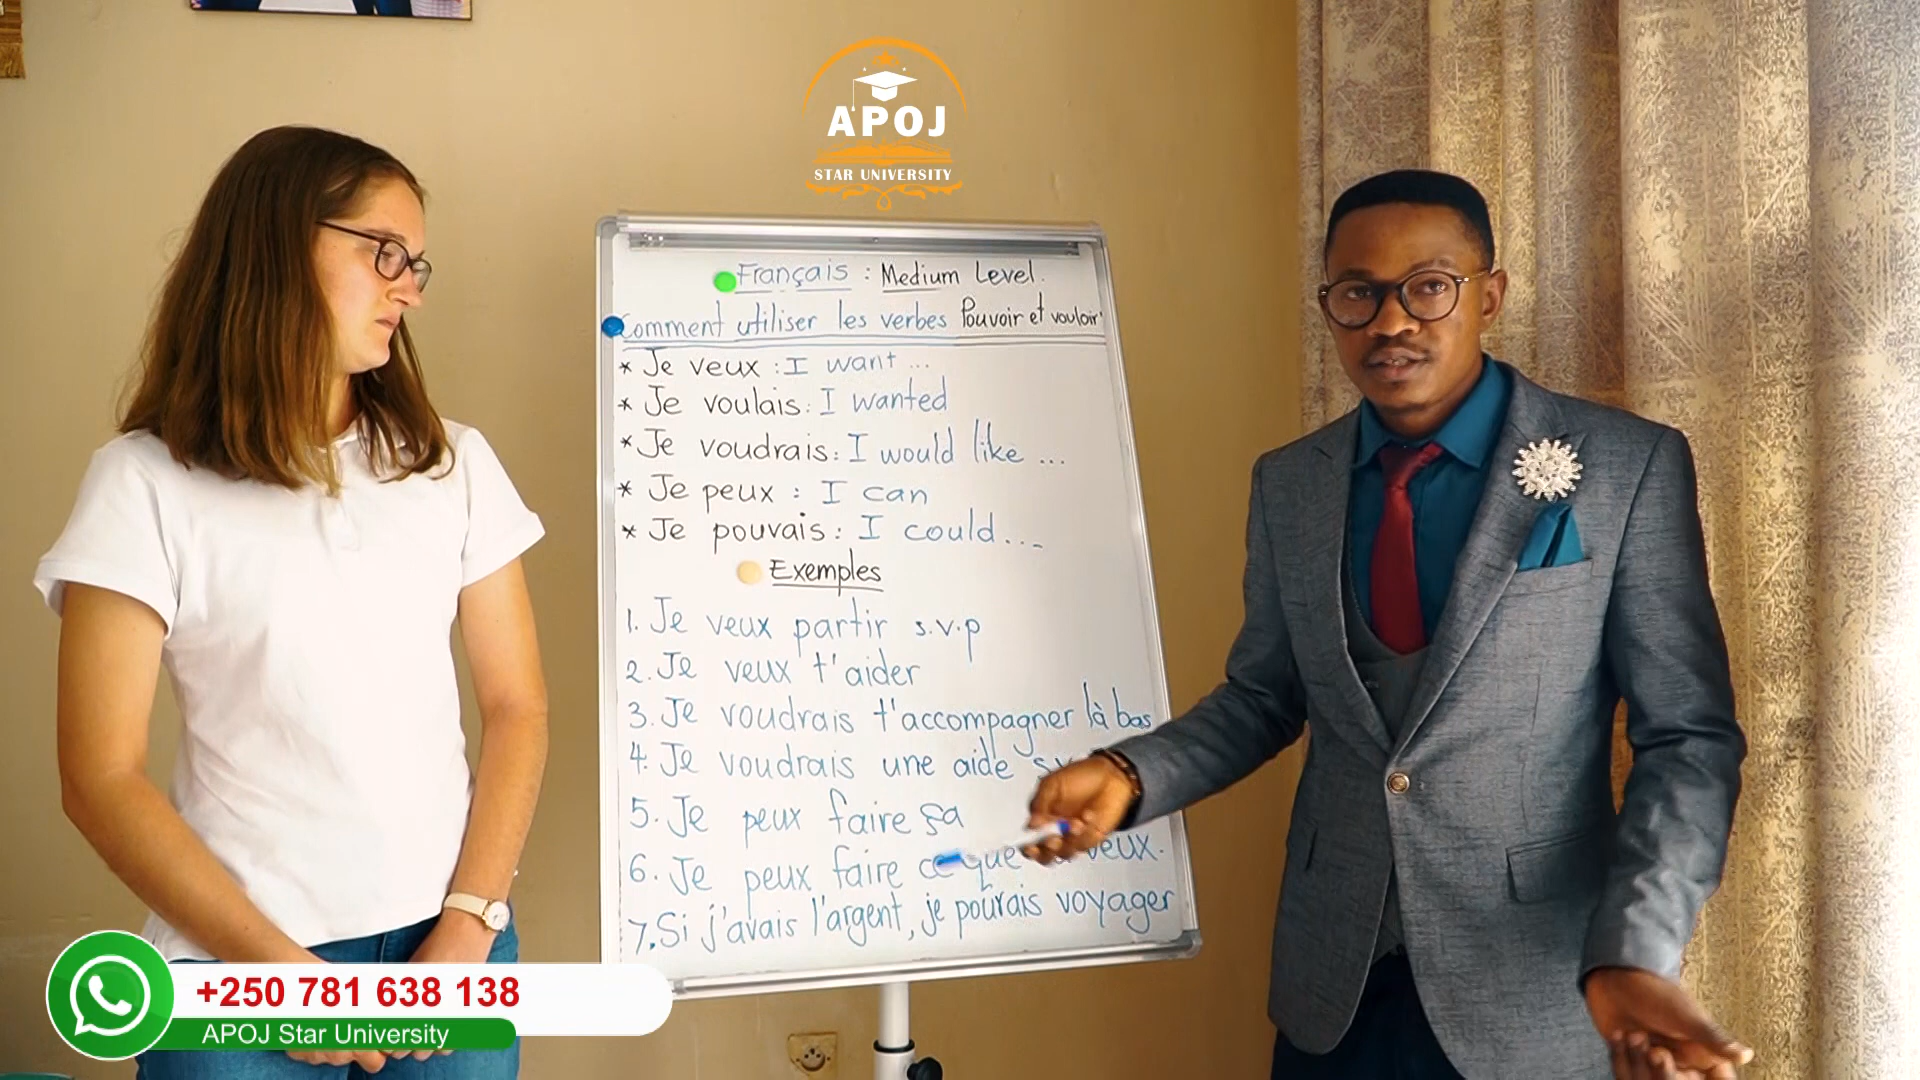 APOJ
STAR UNIVERSITY
Français : Medium Level.
Comment utiliser les verbes Pouvoir et vouloir'
* Je veux : I want ...
* Je voulais : I wanted
* Je voudrais : I would like ...
* Je peux : I can
* Je pouvais : I could...
Exemples
1. Je veux partir s.v.p
2. Je veux t'aider
3. Je voudrais t'accompagner là bas
4. Je voudrais une aide
5. Je peux faire ça
6. Je peux faire ce que veux.
7. Si j'avais l'argent, je pourais voyager
+250 781 638 138
APOJ Star University